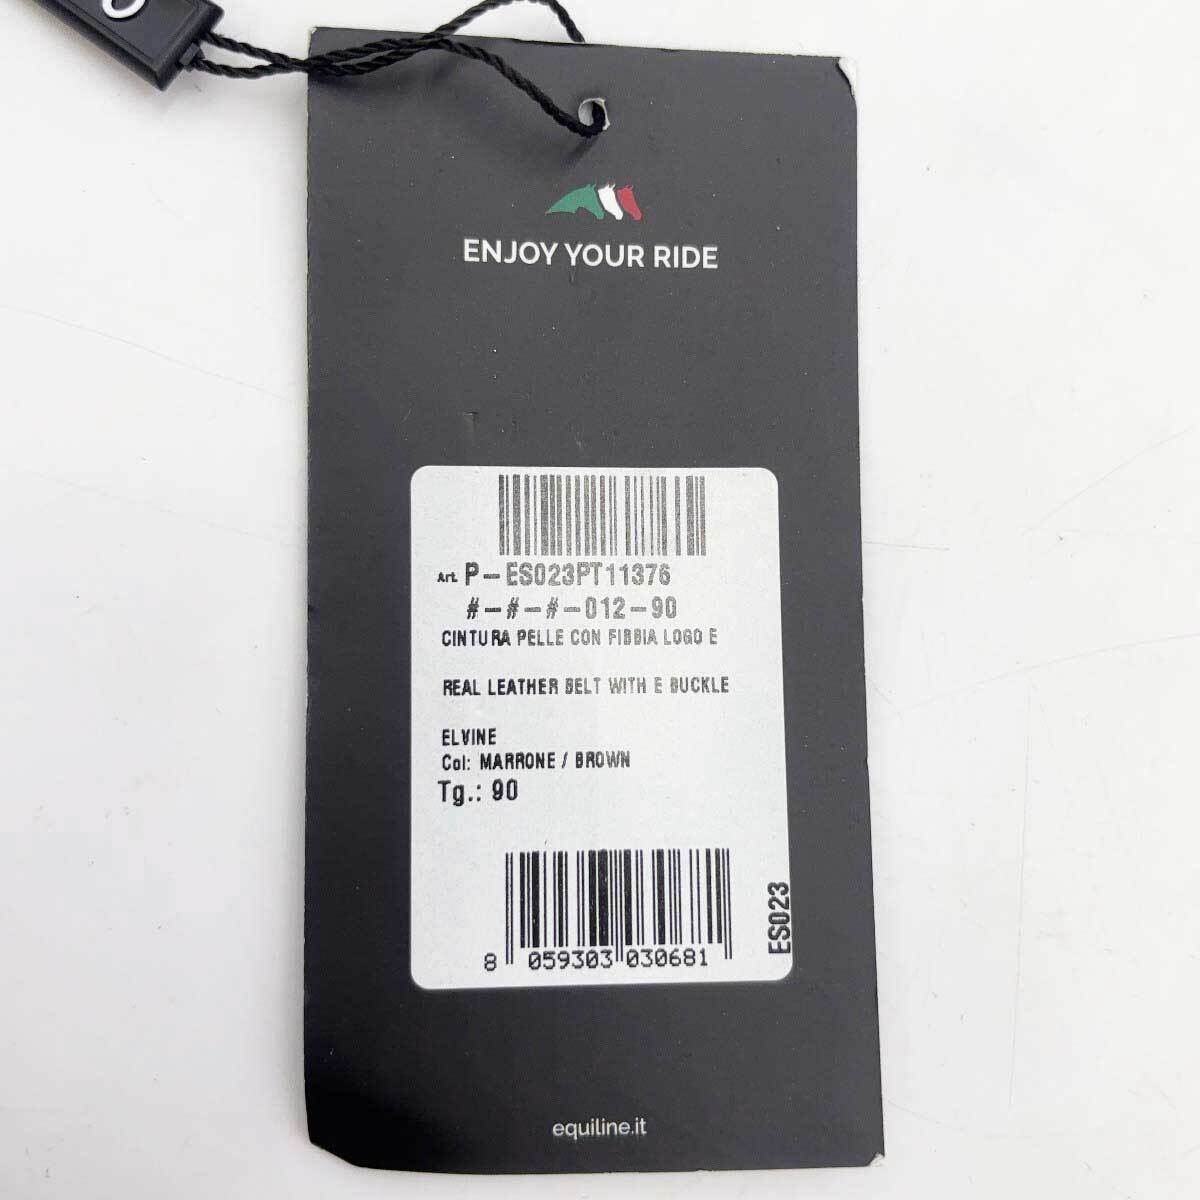 ENJOY YOUR RIDE
Art. P-ES023PT11376
#-#-#-012-90
CINTURA PELLE CON FIBBIA LOGO E
REAL LEATHER BELT WITH E BUCKLE
ELVINE
Col: MARRONE / BROWN
Tg.: 90
ES023
8 059303 030681
equiline.it